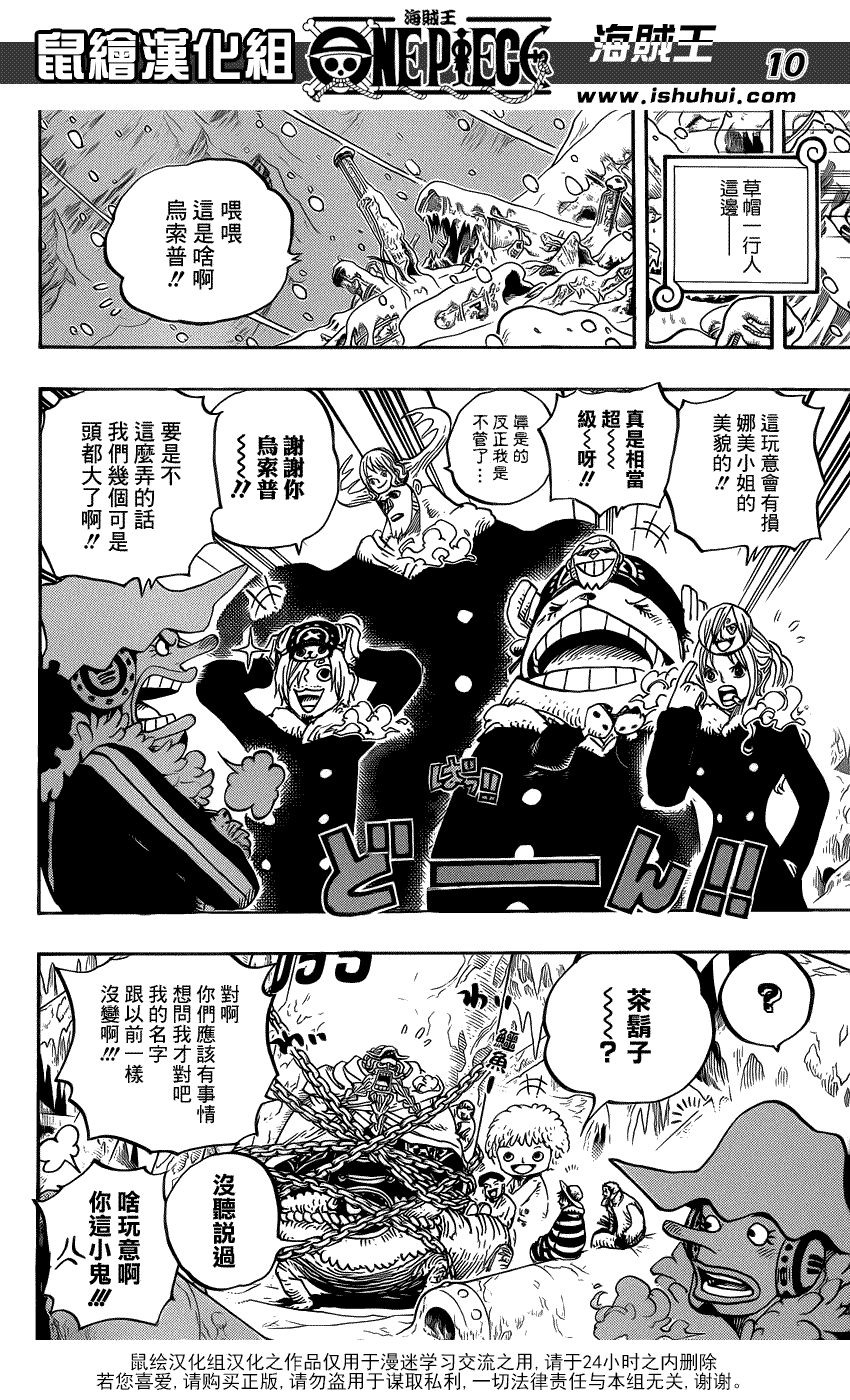 鼠繪漢化組
海賊王
ONE PIECE
海賊王
10
www.ishuhui.com
草帽一行人
這邊——
喂喂
這是啥啊
烏索普!!
這玩意會有損
娜美小姐的
美貌的!!
真是相當
超~~~
級~呀!!
反正我是
不管了…
謝謝你
烏索普
~~~~!!
要是不
這麼弄的話
我們幾個可是
頭都大了啊!!
ばっ!!
どーーん!!
?
茶鬍子
~~~~?
鱷魚
わい
わい
對啊
你們應該有事情
想問我才對吧
我的名字
跟以前一樣
沒變啊!!!
沒聽説過
啥玩意啊
你這小鬼!!!
鼠绘汉化组汉化之作品仅用于漫迷学习交流之用, 请于24小时之内删除
若您喜爱, 请购买正版, 请勿盗用于谋取私利, 一切法律责任与本组无关, 谢谢。